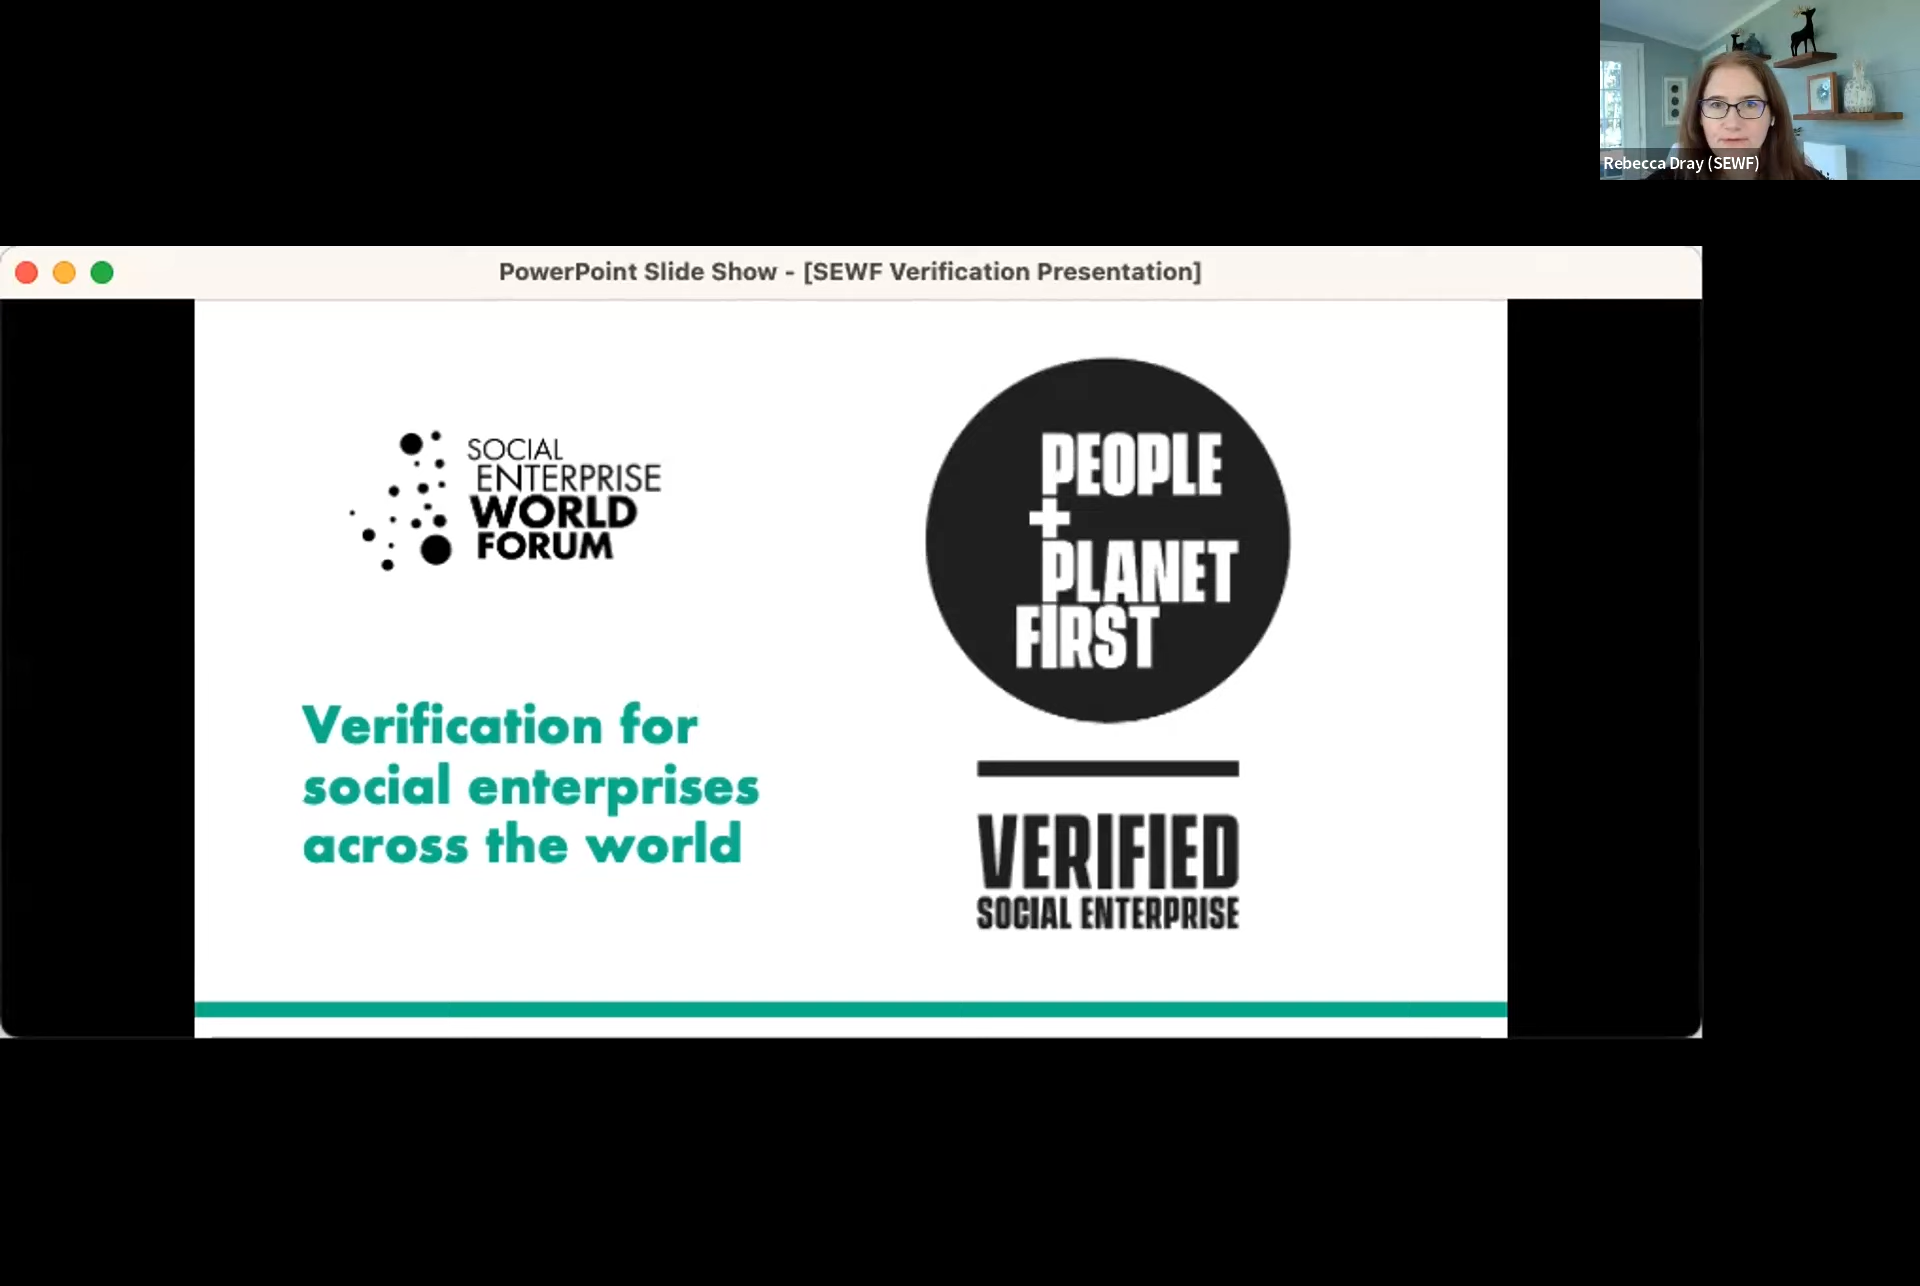 Rebecca Dray (SEWF)
PowerPoint Slide Show - [SEWF Verification Presentation]
SOCIAL
ENTERPRISE
WORLD
FORUM
Verification for
social enterprises
across the world
PEOPLE
+
PLANET
FIRST
VERIFIED
SOCIAL ENTERPRISE